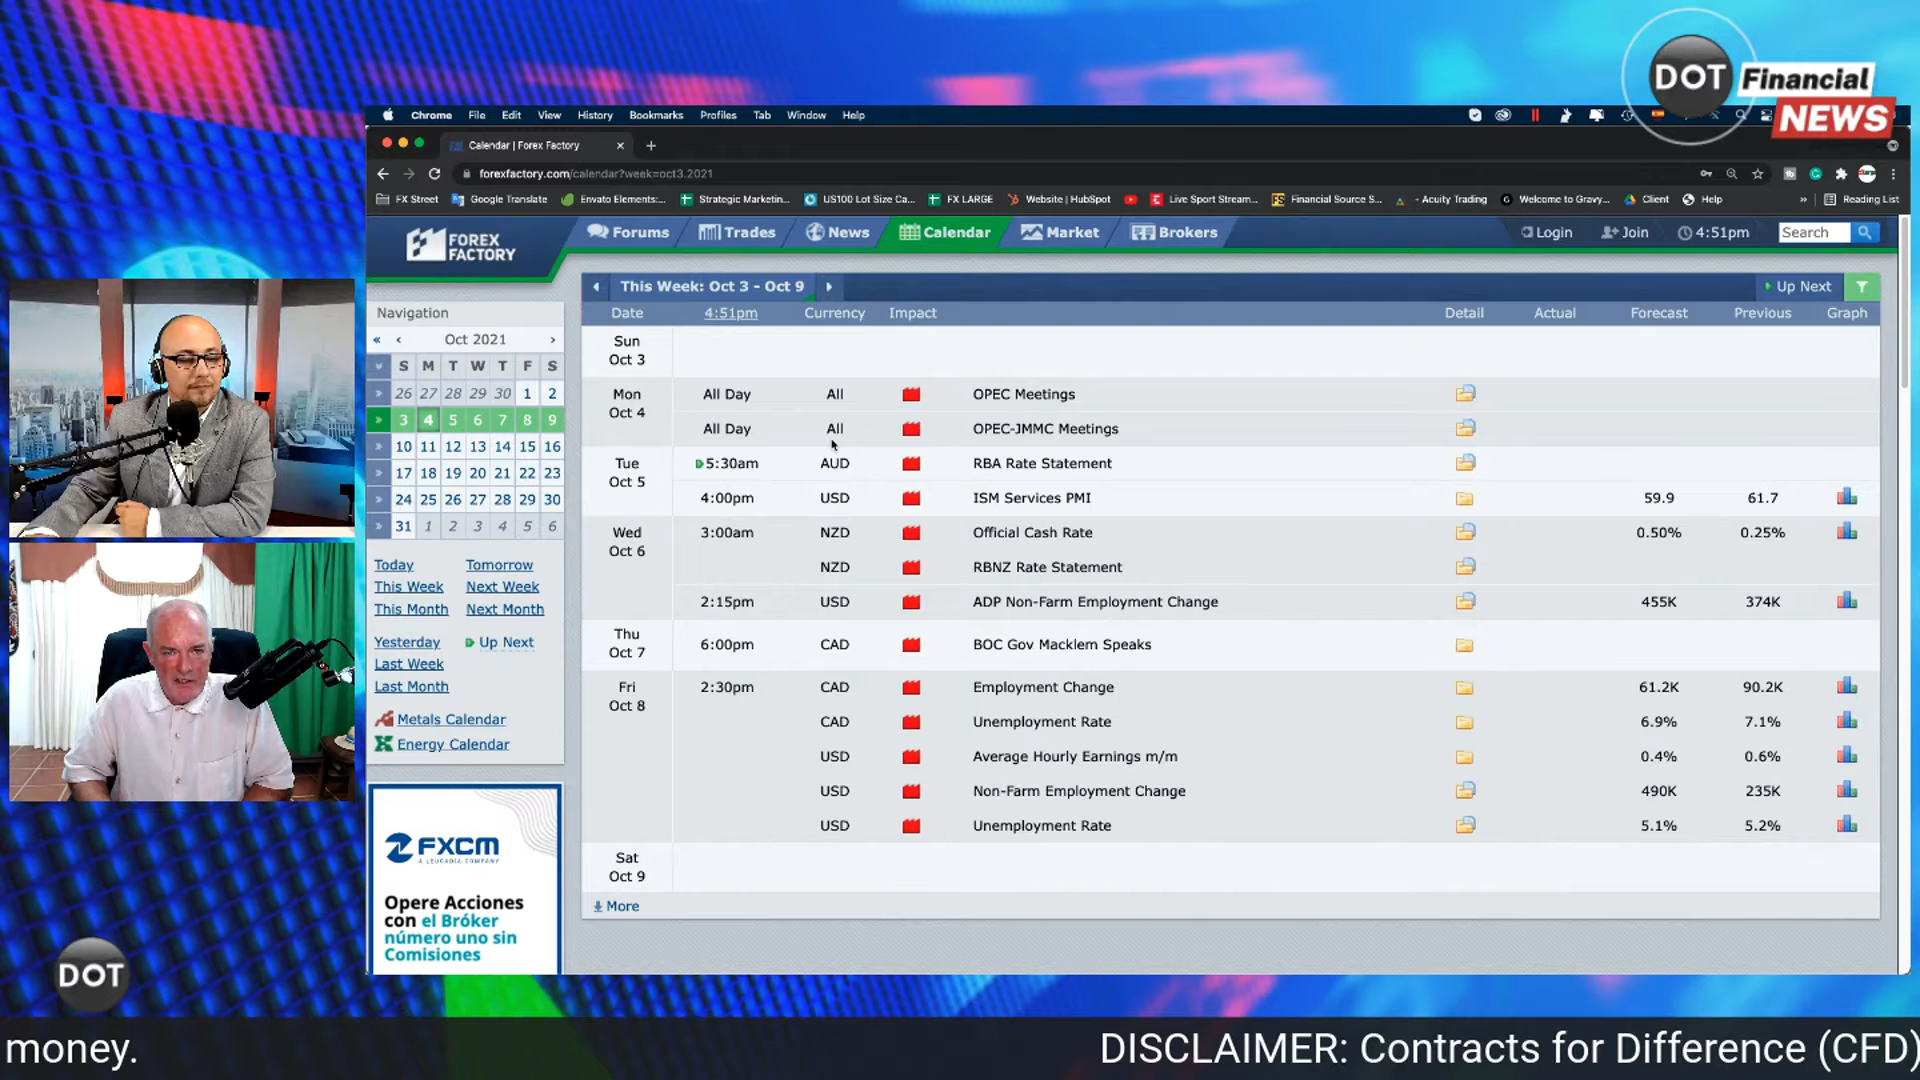 DOT Financial
NEWS
Chrome File Edit View History Bookmarks Profiles Tab Window Help
Calendar | Forex Factory
forexfactory.com/calendar?week=oct3.2021
FX Street Google Translate Envato Elements:... Strategic Marketin... US100 Lot Size Ca... FX LARGE Website | HubSpot Live Sport Stream... Financial Source S... - Acuity Trading Welcome to Gravy... Client Help » Reading List
FOREX
FACTORY
Forums Trades News Calendar Market Brokers Login Join 4:51pm Search
This Week: Oct 3 - Oct 9 Up Next
Date 4:51pm Currency Impact Detail Actual Forecast Previous Graph
Navigation
« ‹ Oct 2021 ›
S M T W T F S
26 27 28 29 30 1 2
3 4 5 6 7 8 9
10 11 12 13 14 15 16
17 18 19 20 21 22 23
24 25 26 27 28 29 30
31 1 2 3 4 5 6
Today Tomorrow
This Week Next Week
This Month Next Month
Yesterday Up Next
Last Week
Last Month
Metals Calendar
Energy Calendar
FXCM
A LEUCADIA COMPANY
Opere Acciones
con el Bróker
número uno sin
Comisiones
Sun
Oct 3
Mon
Oct 4
All Day All OPEC Meetings
All Day All OPEC-JMMC Meetings
Tue
Oct 5
5:30am AUD RBA Rate Statement
4:00pm USD ISM Services PMI 59.9 61.7
Wed
Oct 6
3:00am NZD Official Cash Rate 0.50% 0.25%
NZD RBNZ Rate Statement
2:15pm USD ADP Non-Farm Employment Change 455K 374K
Thu
Oct 7
6:00pm CAD BOC Gov Macklem Speaks
Fri
Oct 8
2:30pm CAD Employment Change 61.2K 90.2K
CAD Unemployment Rate 6.9% 7.1%
USD Average Hourly Earnings m/m 0.4% 0.6%
USD Non-Farm Employment Change 490K 235K
USD Unemployment Rate 5.1% 5.2%
Sat
Oct 9
More
DOT
money. DISCLAIMER: Contracts for Difference (CFD)